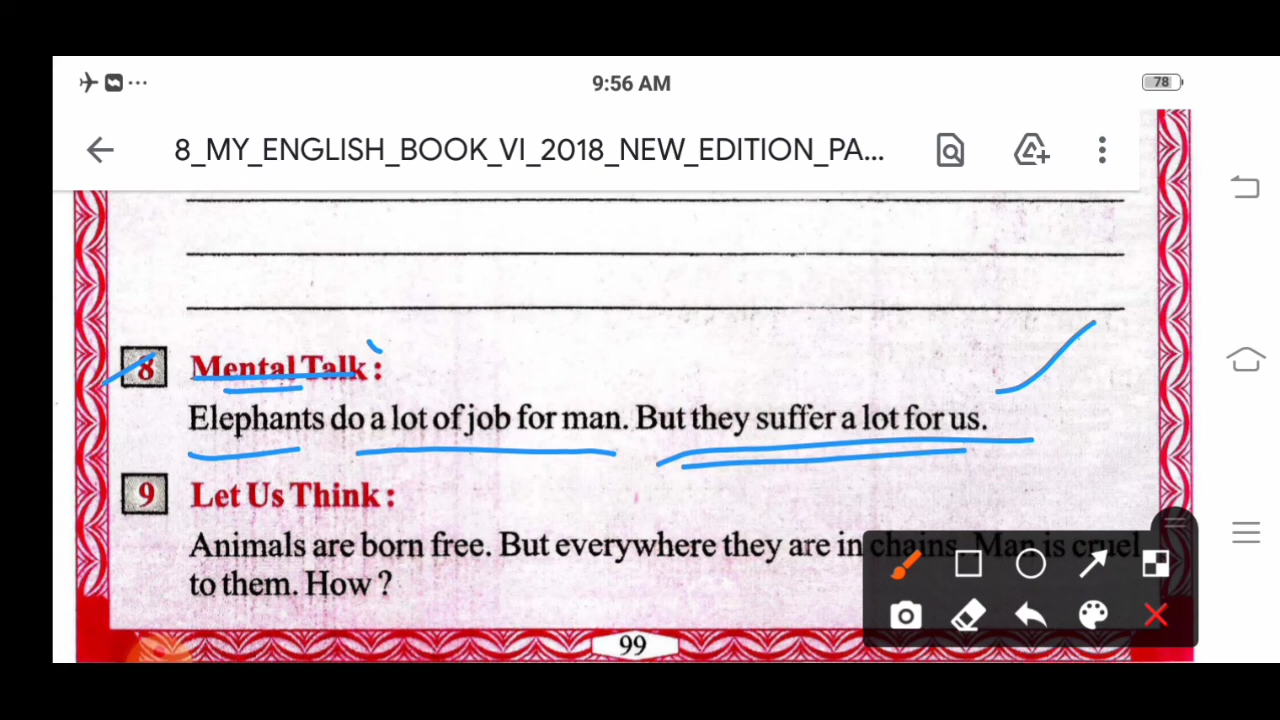 9:56 AM
78
8_MY_ENGLISH_BOOK_VI_2018_NEW_EDITION_PA...
8 Mental Talk :
Elephants do a lot of job for man. But they suffer a lot for us.
9 Let Us Think :
Animals are born free. But everywhere they are in chains. Man is cruel
to them. How ?
99